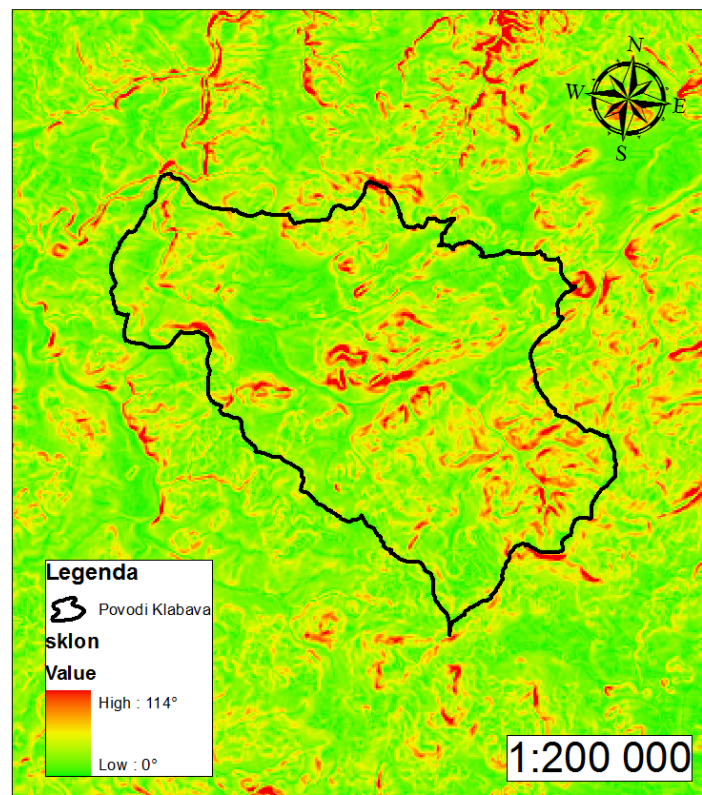 N
W E
S
Legenda
Povodi Klabava
sklon
Value
High : 114°
Low : 0°
1:200 000